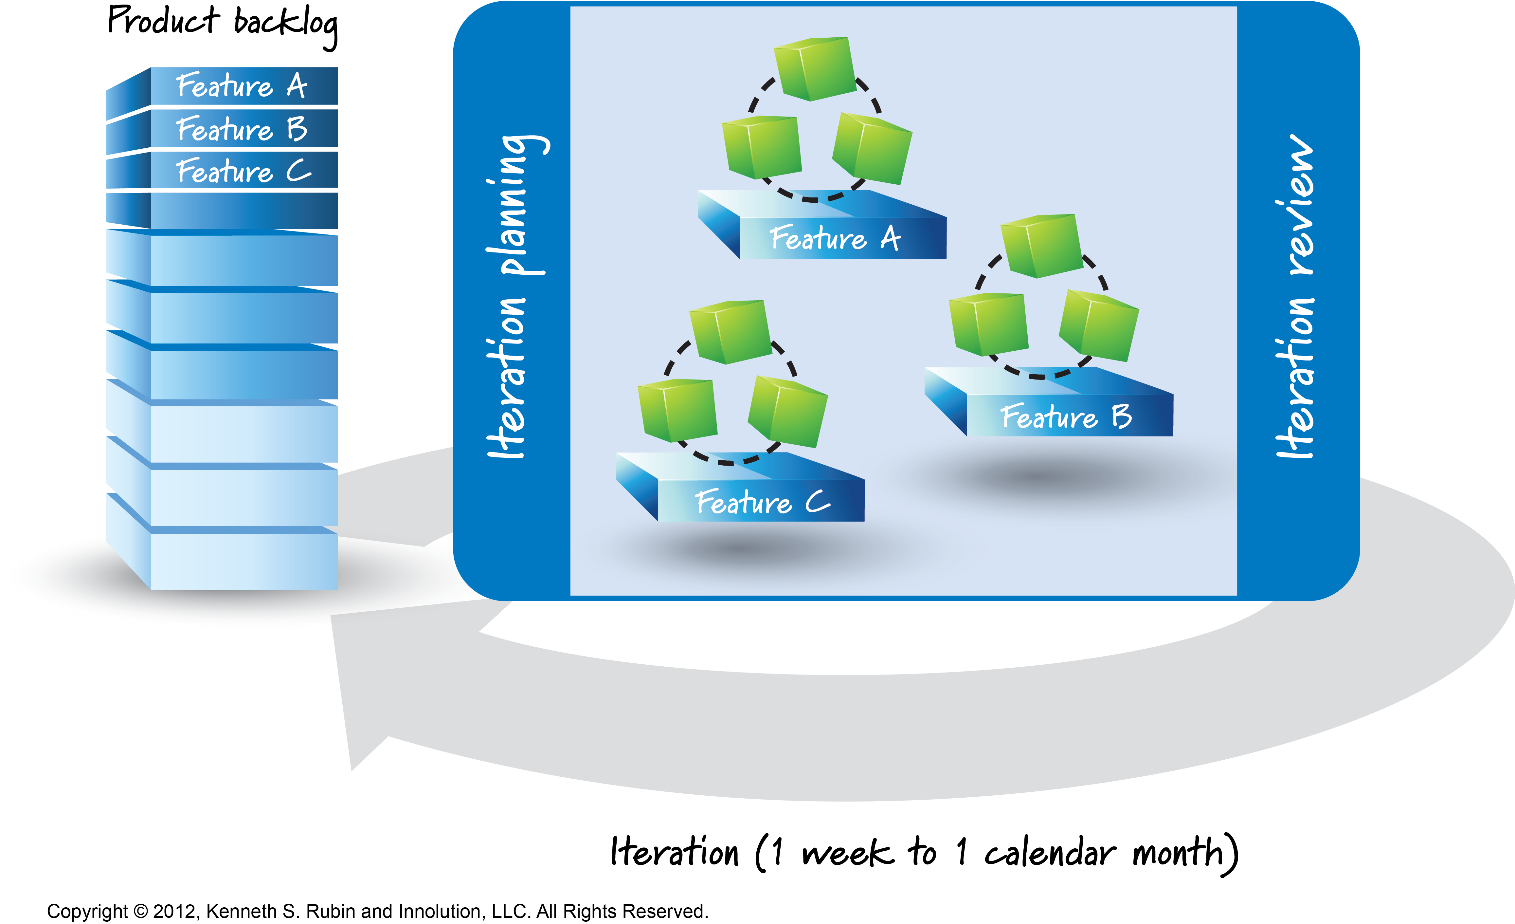 Product backlog
Feature A
Feature B
Feature C
Iteration planning
Feature A
Feature B
Feature C
Iteration review
Iteration (1 week to 1 calendar month)
Copyright © 2012, Kenneth S. Rubin and Innolution, LLC. All Rights Reserved.